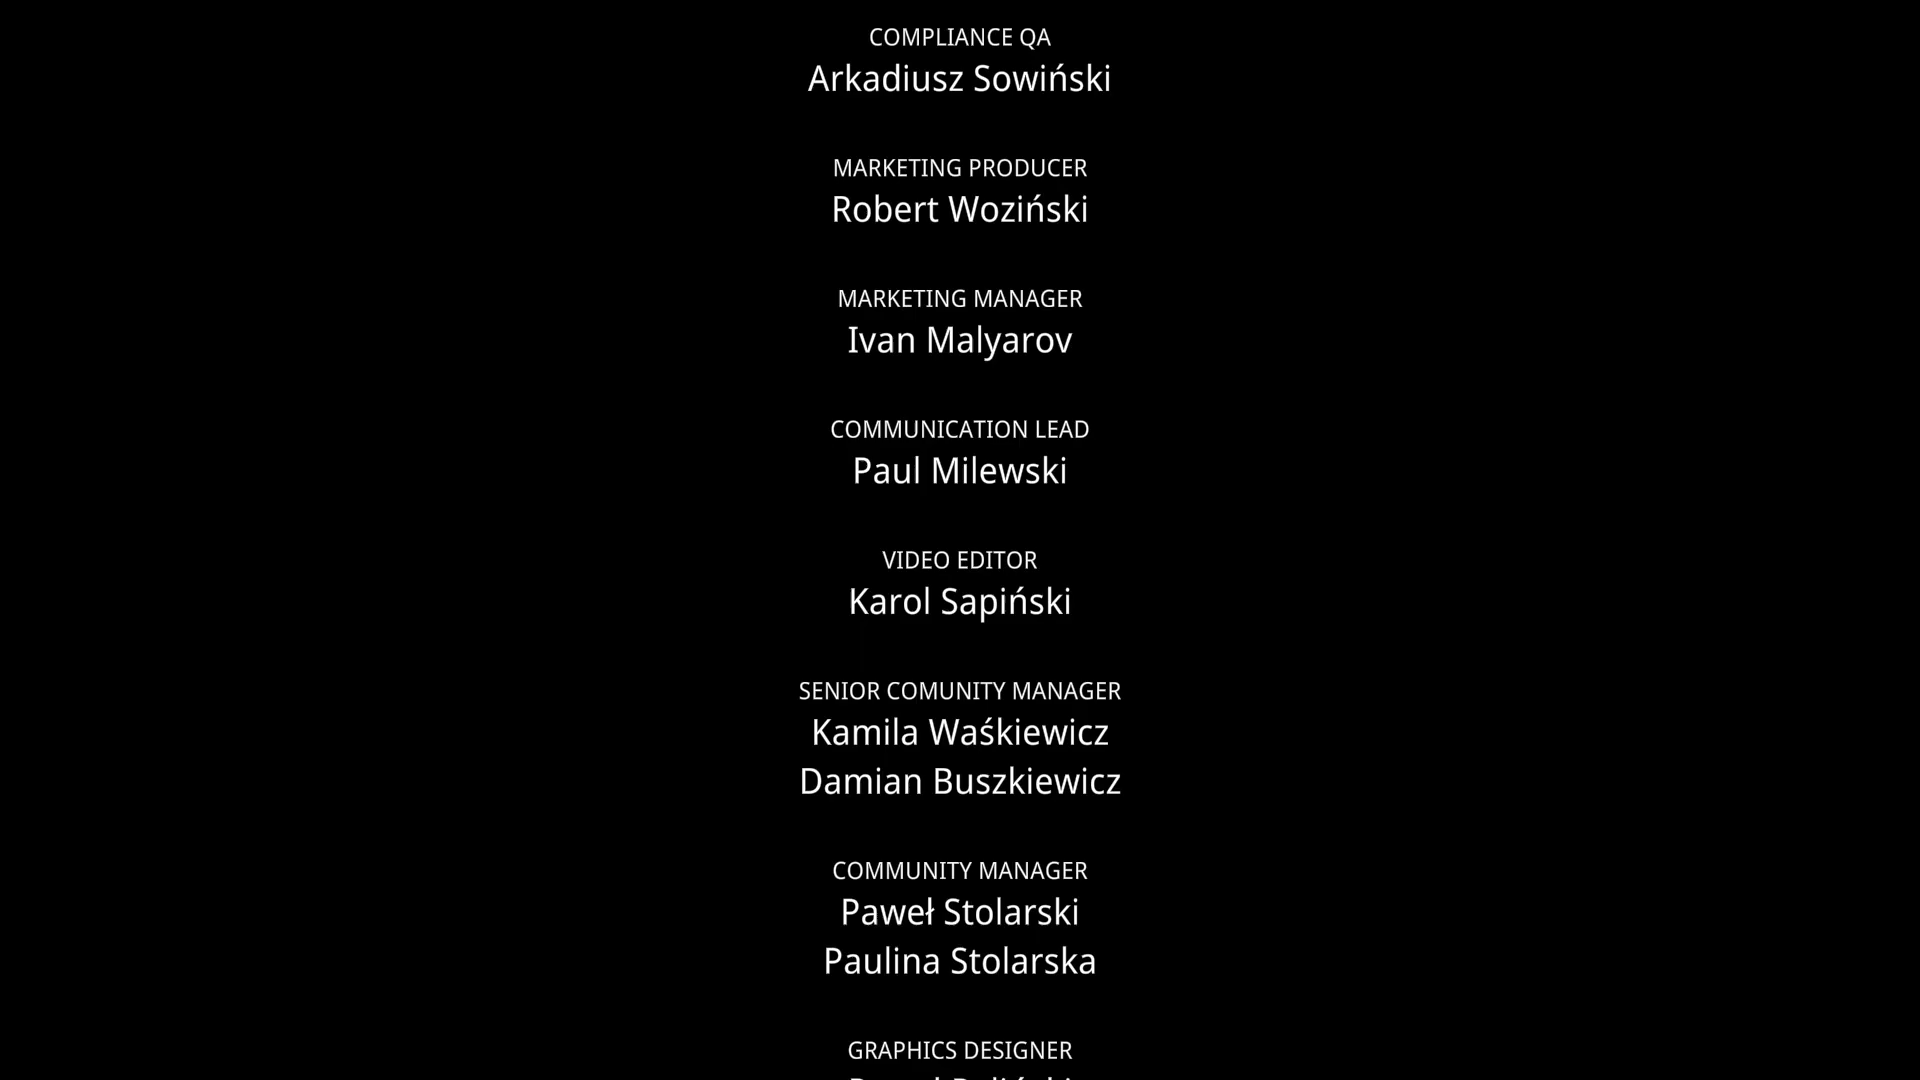 COMPLIANCE QA
Arkadiusz Sowiński
MARKETING PRODUCER
Robert Woziński
MARKETING MANAGER
Ivan Malyarov
COMMUNICATION LEAD
Paul Milewski
VIDEO EDITOR
Karol Sapiński
SENIOR COMUNITY MANAGER
Kamila Waśkiewicz
Damian Buszkiewicz
COMMUNITY MANAGER
Paweł Stolarski
Paulina Stolarska
GRAPHICS DESIGNER